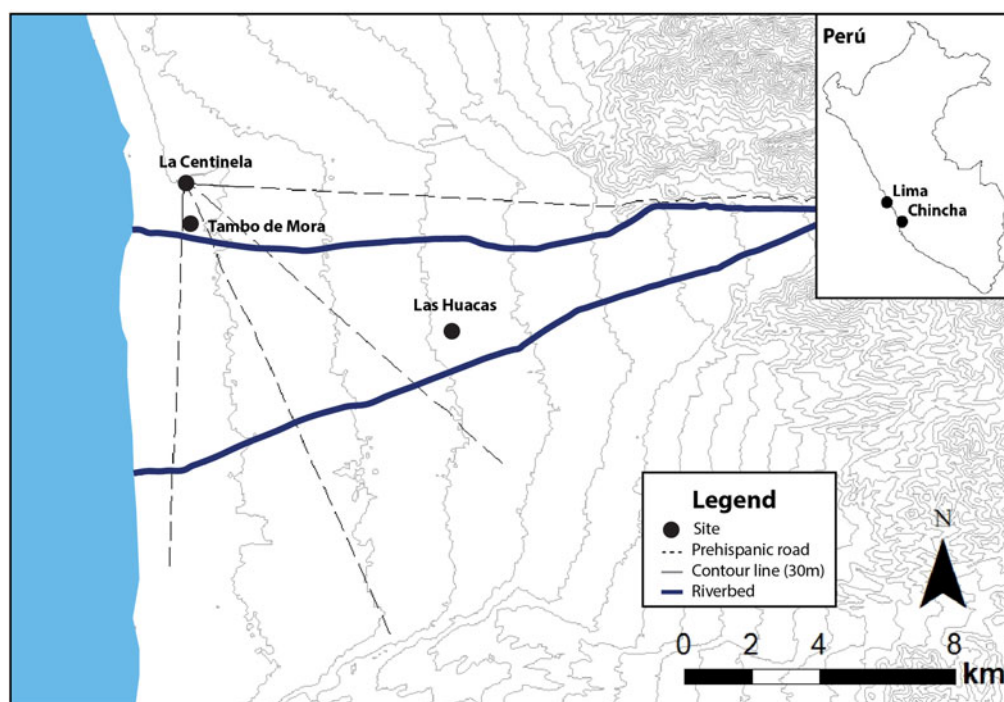 Perú
Lima
Chincha
La Centinela
Tambo de Mora
Las Huacas
Legend
Site
Prehispanic road
Contour line (30m)
Riverbed
N
0 2 4 8
km